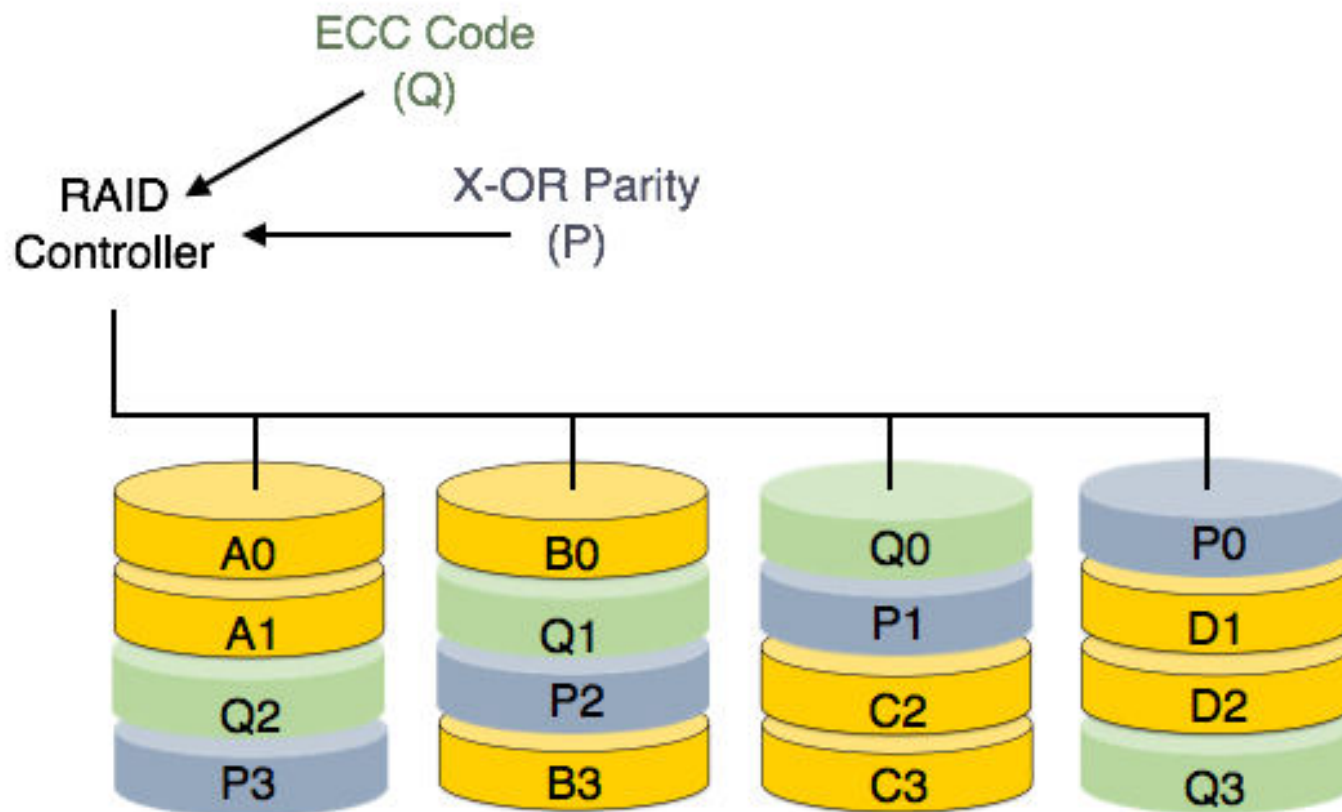 ECC Code
(Q)
RAID
Controller
X-OR Parity
(P)
A0
B0
Q0
P0
A1
Q1
P1
D1
Q2
P2
C2
D2
P3
B3
C3
Q3